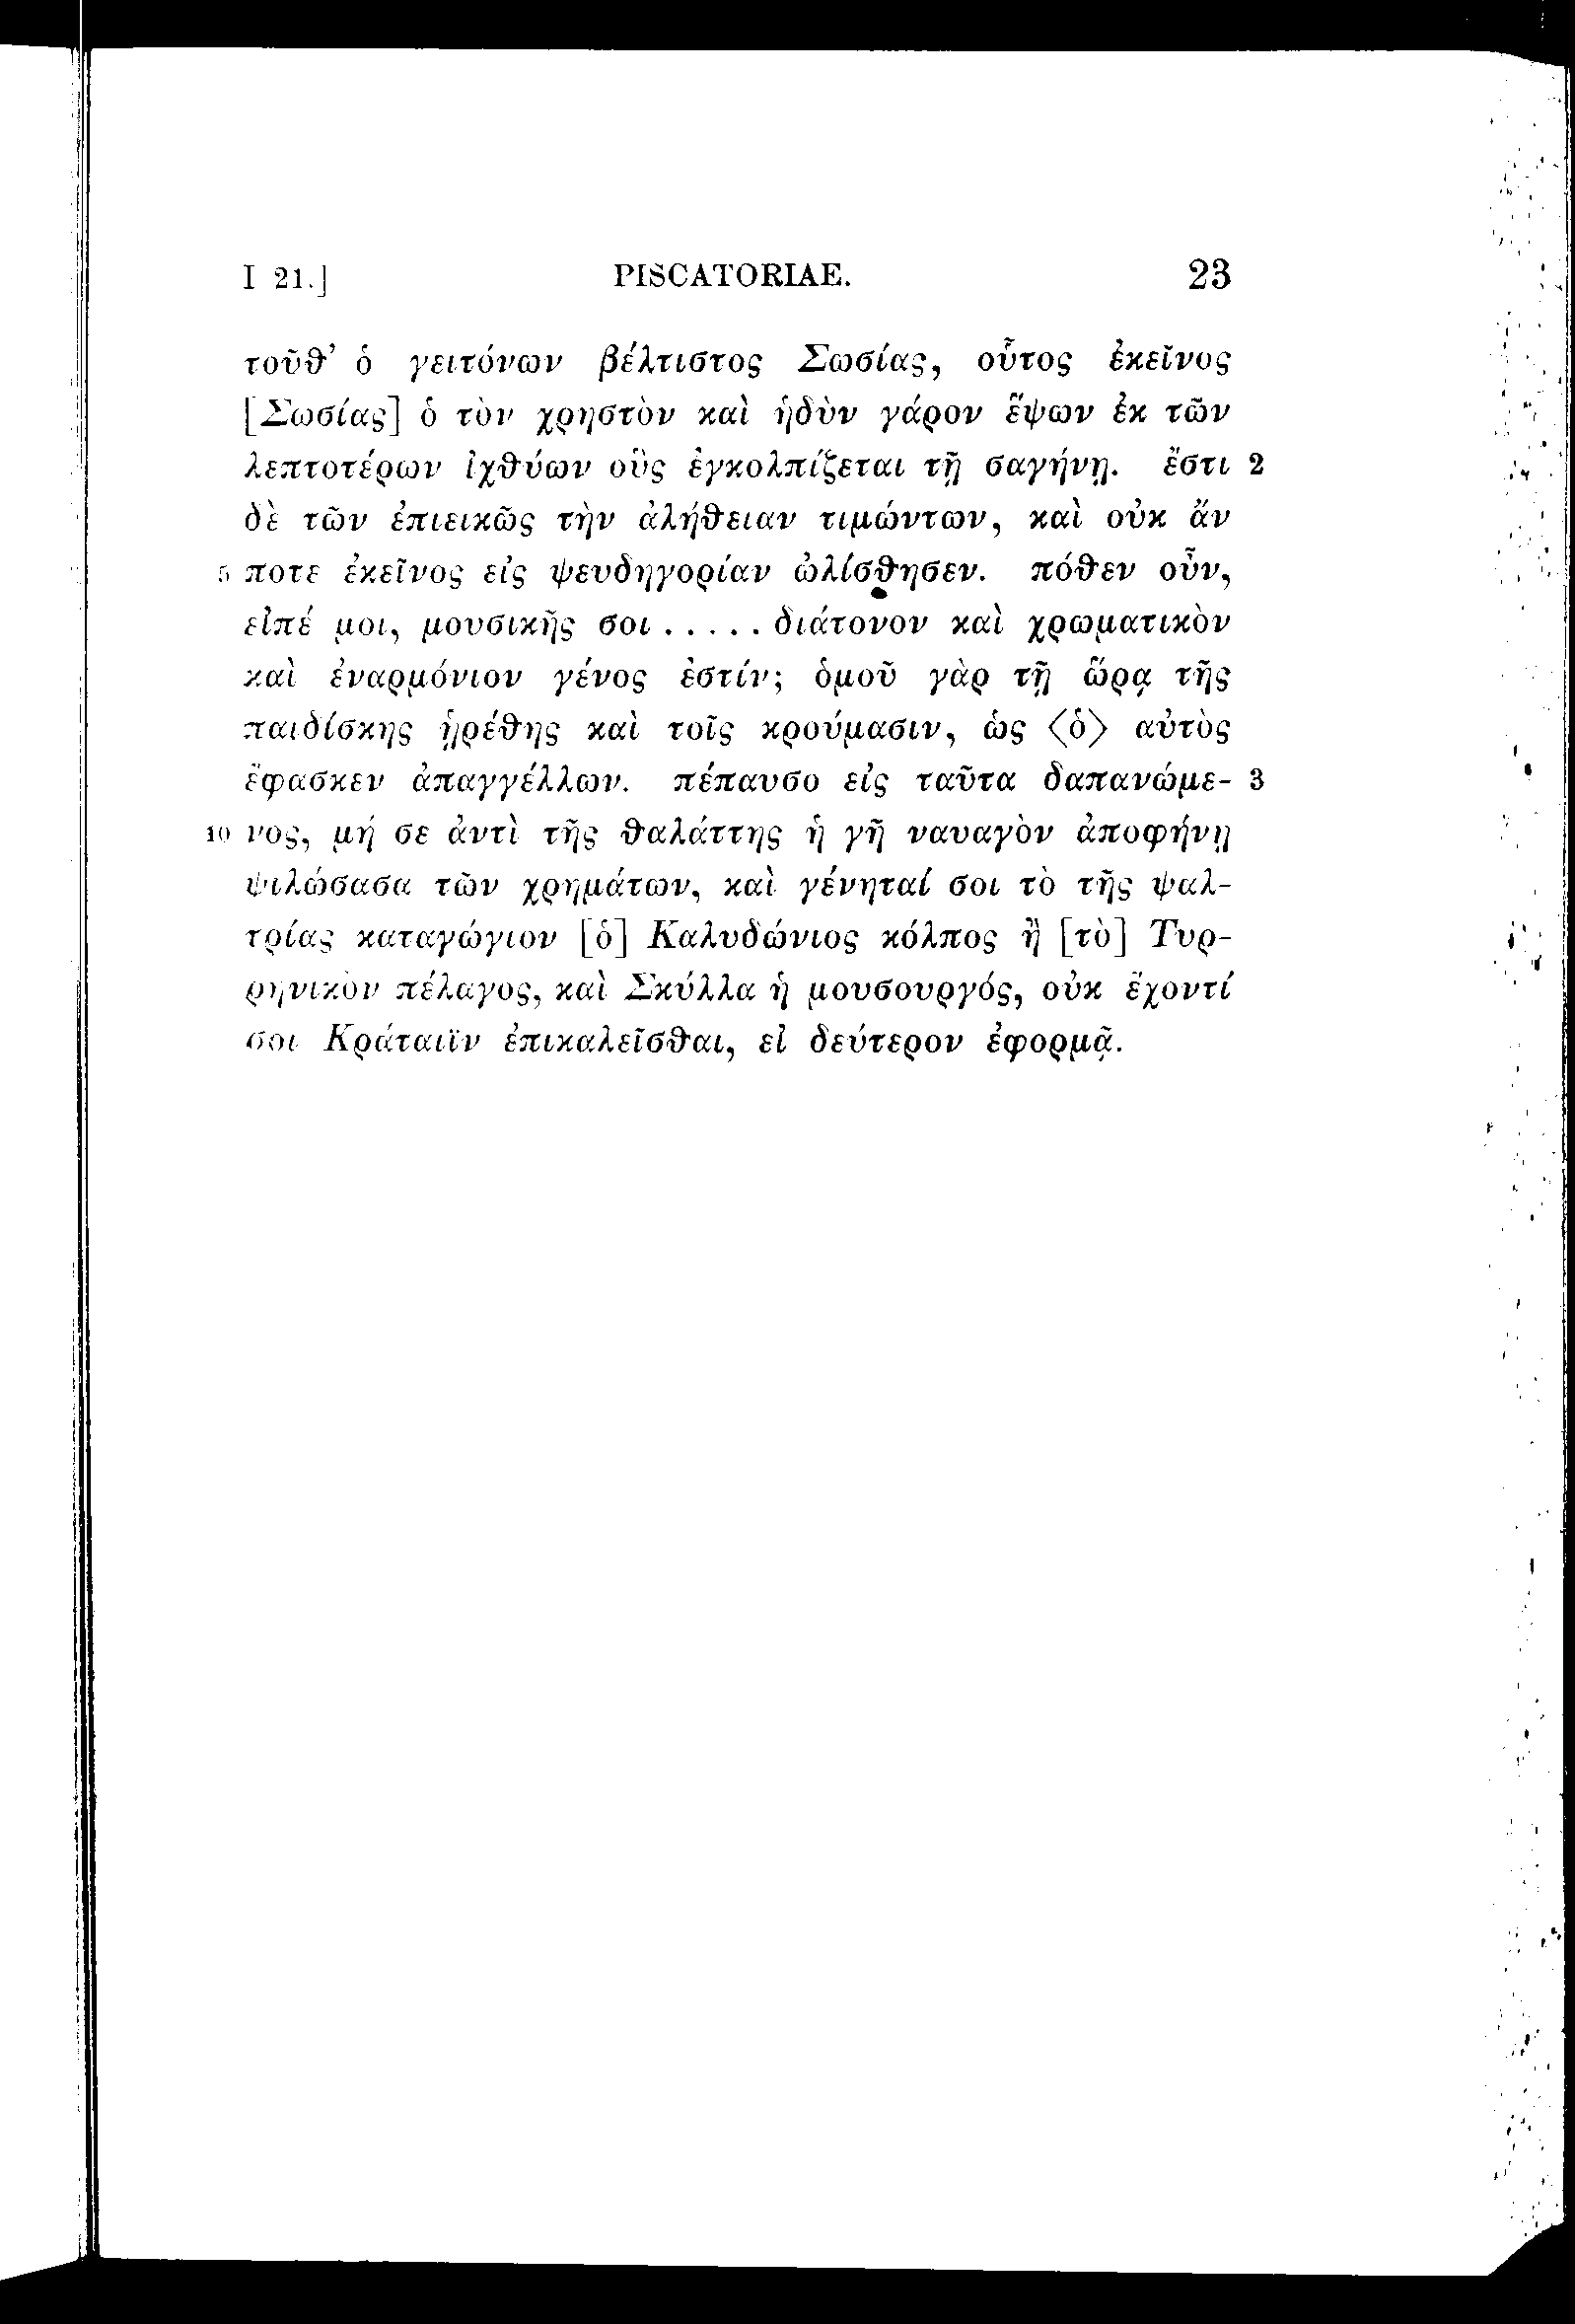 I 21.] PISCATORIAE. 23
τοῦθ' ὁ γειτόνων βέλτιστος Σωσίας, οὗτος ἐκεῖνος
[Σωσίας] ὁ τὸν χρηστὸν καὶ ἡδὺν γάρον ἕψων ἐκ τῶν
λεπτοτέρων ἰχθύων οὓς ἐγκολπίζεται τῇ σαγήνῃ. ἔστι 2
δὲ τῶν ἐπιεικῶς τὴν ἀλήθειαν τιμώντων, καὶ οὐκ ἄν
5 ποτε ἐκεῖνος εἰς ψευδηγορίαν ὠλίσθησεν. πόθεν οὖν,
εἰπέ μοι, μουσικῆς σοι ..... διάτονον καὶ χρωματικὸν
καὶ ἐναρμόνιον γένος ἐστίν; ὁμοῦ γὰρ τῇ ὥρᾳ τῆς
παιδίσκης ᾑρέθης καὶ τοῖς κρούμασιν, ὡς ⟨ὁ⟩ αὐτὸς
ἔφασκεν ἀπαγγέλλων. πέπαυσο εἰς ταῦτα δαπανώμε- 3
10 νος, μή σε ἀντὶ τῆς θαλάττης ἡ γῆ ναυαγὸν ἀποφήνῃ
ψιλώσασα τῶν χρημάτων, καὶ γένηταί σοι τὸ τῆς ψαλ-
τρίας καταγώγιον [ὁ] Καλυδώνιος κόλπος ἢ [τὸ] Τυρ-
ρηνικὸν πέλαγος, καὶ Σκύλλα ἡ μουσουργός, οὐκ ἔχοντί
σοι Κράταιϊν ἐπικαλεῖσθαι, εἰ δεύτερον ἐφορμᾷ.